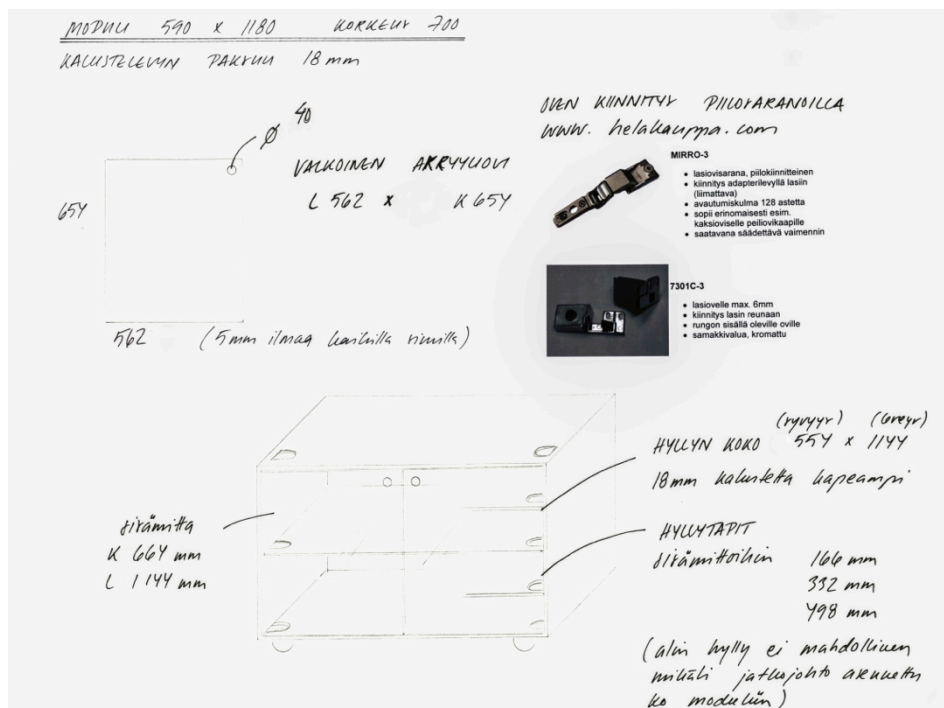 MODULI 590 x 1180 KORKEUS 700
KALUSTELEVYN PAKSUUS 18 mm
Ø 40
654
VALKOINEN AKRYYLIOVI
L 562 x K 654
562 (5mm ilmaa kaikilla sivuilla)
OVEN KIINNITYS PIILOSARANOILLA
www. helakauppa. com
MIRRO-3
• lasiovisarana, piilokiinnitteinen
• kiinnitys adapterilevyllä lasiin
(liimattava)
• avautumiskulma 128 astetta
• sopii erinomaisesti esim.
kaksioviselle peiliovikaapille
• saatavana säädettävä vaimennin
7301C-3
• lasiovelle max. 6mm
• kiinnitys lasin reunaan
• rungon sisällä oleville oville
• samakkivalua, kromattu
(syvyys) (leveys)
HYLLYN KOKO 554 x 1144
18mm kalustetta kapeampi
sisämitta
K 664 mm
L 1144 mm
HYLLYTAPIT
sisämittoihin 166 mm
332 mm
498 mm
(alin hylly ei mahdollinen
mikäli jatkojohto asennettu
ko moduliin)